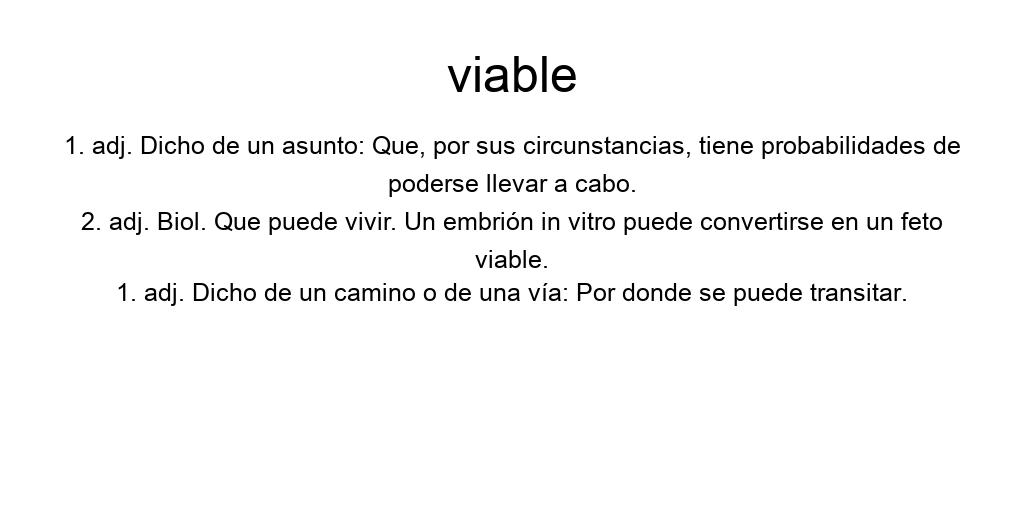 viable
1. adj. Dicho de un asunto: Que, por sus circunstancias, tiene probabilidades de
poderse llevar a cabo.
2. adj. Biol. Que puede vivir. Un embrión in vitro puede convertirse en un feto
viable.
1. adj. Dicho de un camino o de una vía: Por donde se puede transitar.